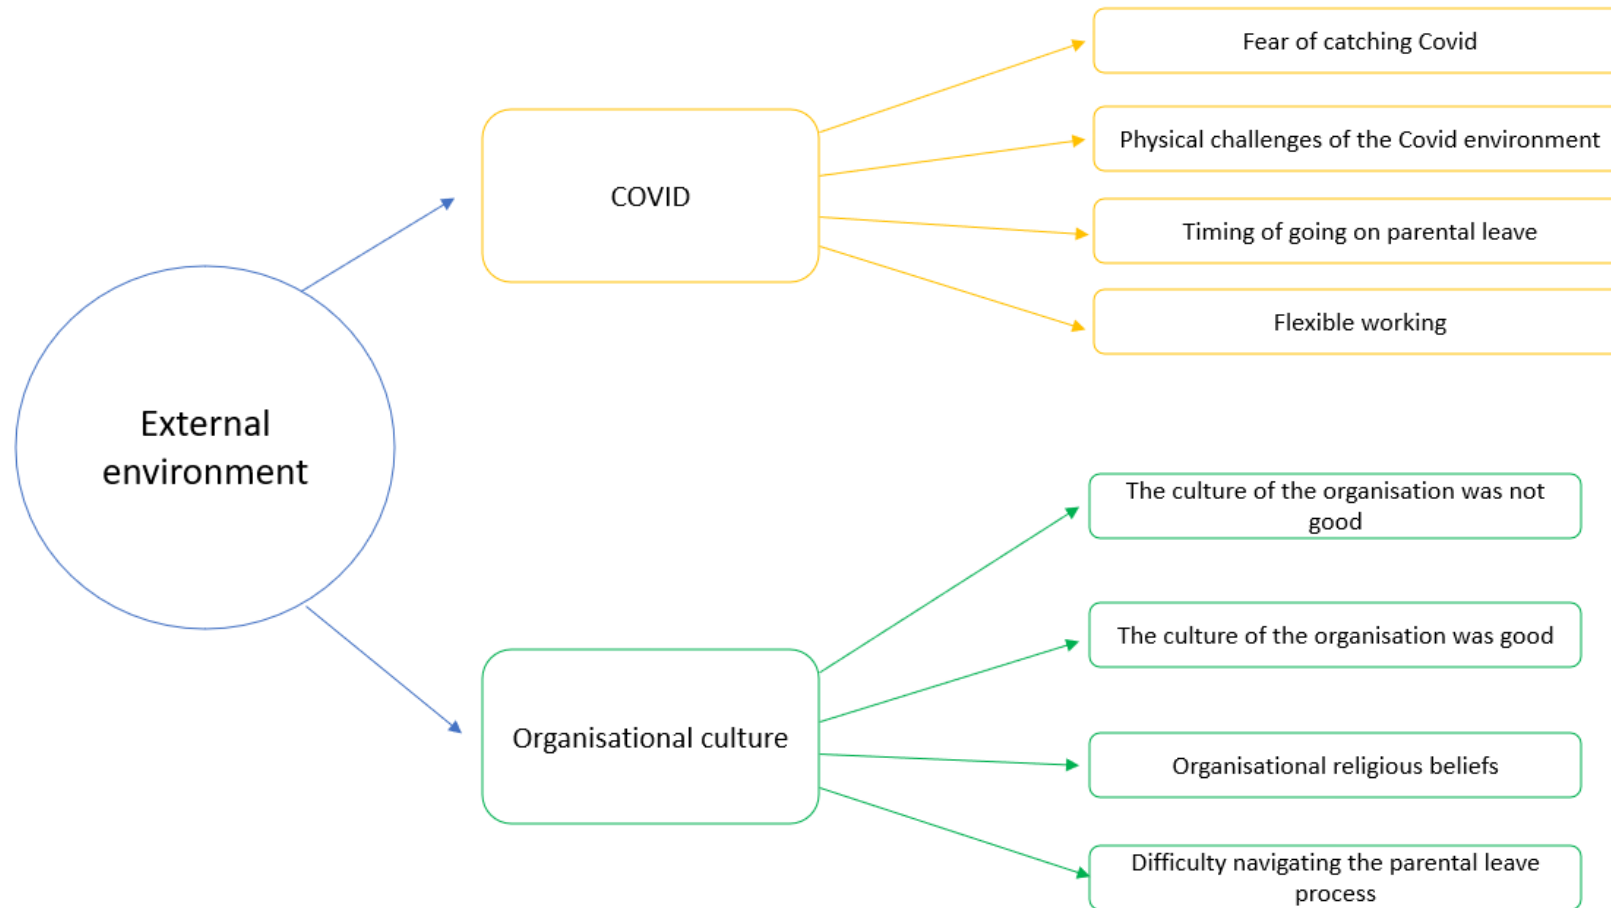 Fear of catching Covid
Physical challenges of the Covid environment
COVID
Timing of going on parental leave
Flexible working
External
environment
The culture of the organisation was not
good
The culture of the organisation was good
Organisational culture
Organisational religious beliefs
Difficulty navigating the parental leave
process